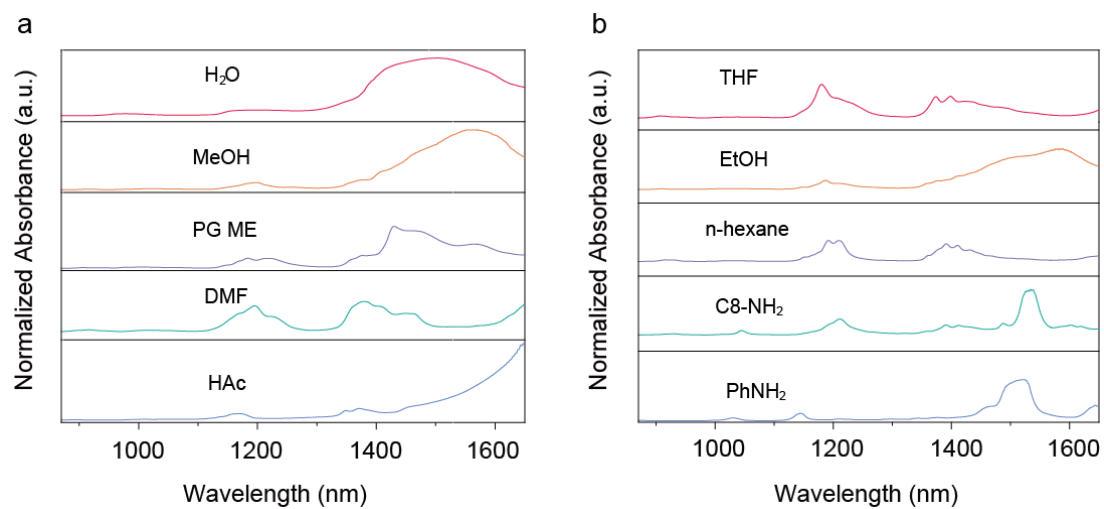 a
Normalized Absorbance (a.u.)
H₂O
MeOH
PG ME
DMF
HAc
1000 1200 1400 1600
Wavelength (nm)
b
Normalized Absorbance (a.u.)
THF
EtOH
n-hexane
C8-NH₂
PhNH₂
1000 1200 1400 1600
Wavelength (nm)